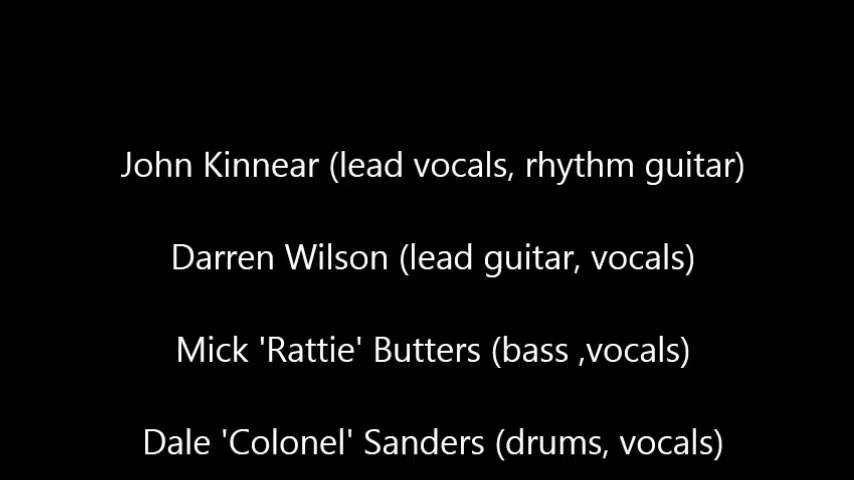 John Kinnear (lead vocals, rhythm guitar)
Darren Wilson (lead guitar, vocals)
Mick 'Rattie' Butters (bass ,vocals)
Dale 'Colonel' Sanders (drums, vocals)